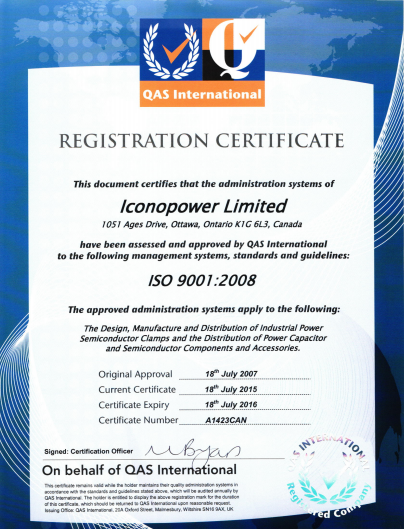 QAS International
REGISTRATION CERTIFICATE
This document certifies that the administration systems of
Iconopower Limited
1051 Ages Drive, Ottawa, Ontario K1G 6L3, Canada
have been assessed and approved by QAS International
to the following management systems, standards and guidelines:
ISO 9001:2008
The approved administration systems apply to the following:
The Design, Manufacture and Distribution of Industrial Power
Semiconductor Clamps and the Distribution of Power Capacitor
and Semiconductor Components and Accessories.
Original Approval 18th July 2007
Current Certificate 18th July 2015
Certificate Expiry 18th July 2016
Certificate Number A1423CAN
Signed: Certification Officer
On behalf of QAS International
This certificate remains valid while the holder maintains their quality administration systems in
accordance with the standards and guidelines stated above, which will be audited annually by
QAS International. The holder is entitled to display the above registration mark for the duration
of this certificate, which should be returned to QAS International upon reasonable request.
Issuing Office: QAS International, 20A Oxford Street, Malmesbury, Wiltshire SN16 9AX, UK
QAS INTERNATIONAL
Registered Company